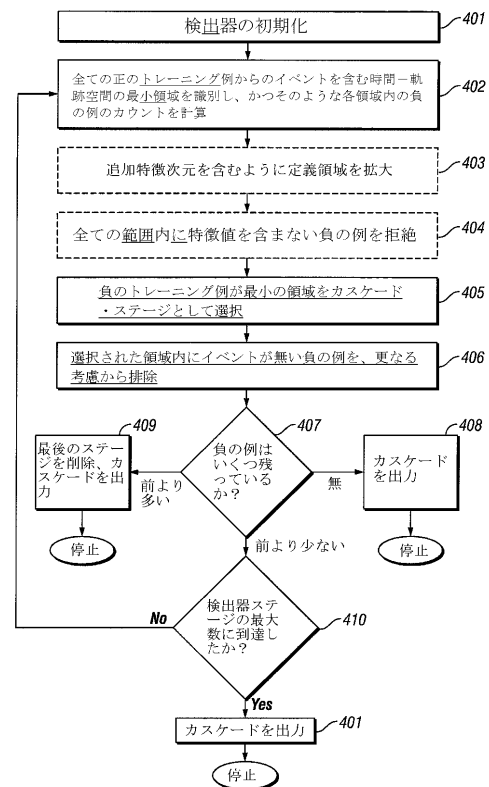 検出器の初期化
401
全ての正のトレーニング例からのイベントを含む時間－軌
跡空間の最小領域を識別し、かつそのような各領域内の負
の例のカウントを計算
402
追加特徴次元を含むように定義領域を拡大
403
全ての範囲内に特徴値を含まない負の例を拒絶
404
負のトレーニング例が最小の領域をカスケード
・ステージとして選択
405
選択された領域内にイベントが無い負の例を、更なる
考慮から排除
406
409
最後のステー
ジを削除、カ
スケードを出
力
停止
前より
多い
407
負の例は
いくつ残
っている
か？
無
408
カスケード
を出力
停止
前より少ない
No
検出器ステ
ージの最大
数に到達し
たか？
410
Yes
カスケードを出力
401
停止